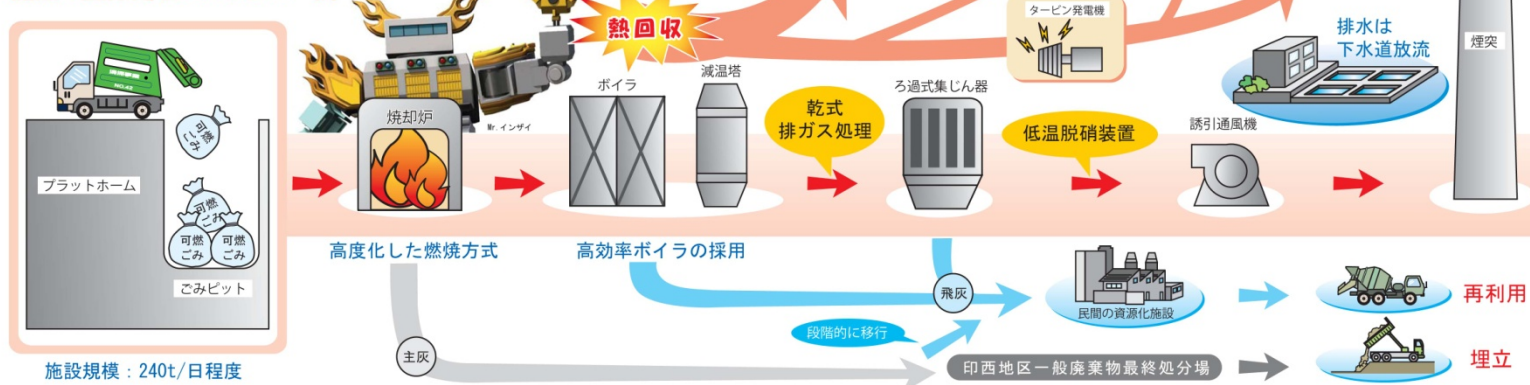 熱回収
タービン発電機
排水は
下水道放流
煙突
NO.42
可燃
ごみ
プラットホーム
可燃
ごみ
可燃
ごみ
可燃
ごみ
ごみピット
施設規模：240t/日程度
焼却炉
Mr.インザイ
ボイラ
減温塔
乾式
排ガス処理
ろ過式集じん器
低温脱硝装置
誘引通風機
高度化した燃焼方式
高効率ボイラの採用
飛灰
民間の資源化施設
再利用
段階的に移行
主灰
印西地区一般廃棄物最終処分場
埋立